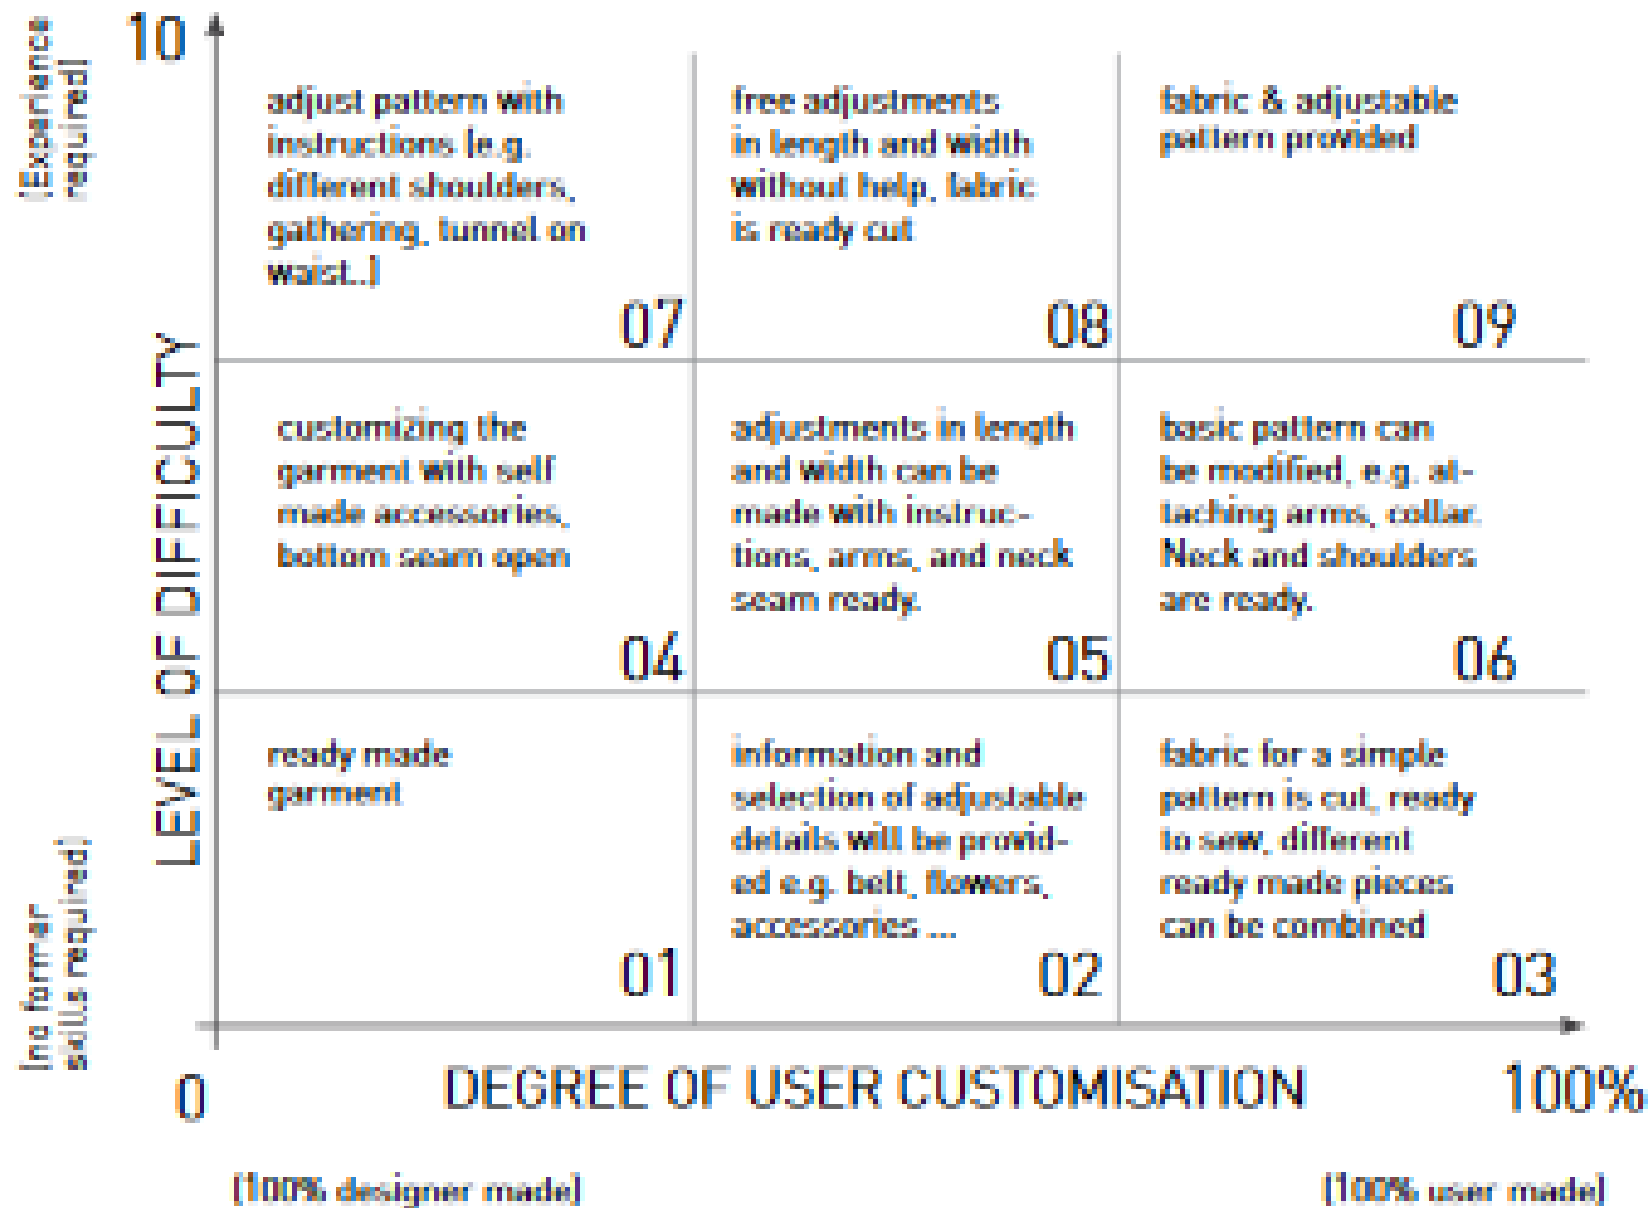 (Experience
required)
10
adjust pattern with
instructions (e.g.
different shoulders,
gathering, tunnel on
waist..)
07
free adjustments
in length and width
without help, fabric
is ready cut
08
fabric & adjustable
pattern provided
09
LEVEL OF DIFFICULTY
customizing the
garment with self
made accessories,
bottom seam open
04
adjustments in length
and width can be
made with instruc-
tions, arms, and neck
seam ready.
05
basic pattern can
be modified, e.g. at-
taching arms, collar.
Neck and shoulders
are ready.
06
(no former
skills required)
ready made
garment
01
information and
selection of adjustable
details will be provid-
ed e.g. belt, flowers,
accessories ...
02
fabric for a simple
pattern is cut, ready
to sew, different
ready made pieces
can be combined
03
0
DEGREE OF USER CUSTOMISATION
100%
(100% designer made)
(100% user made)